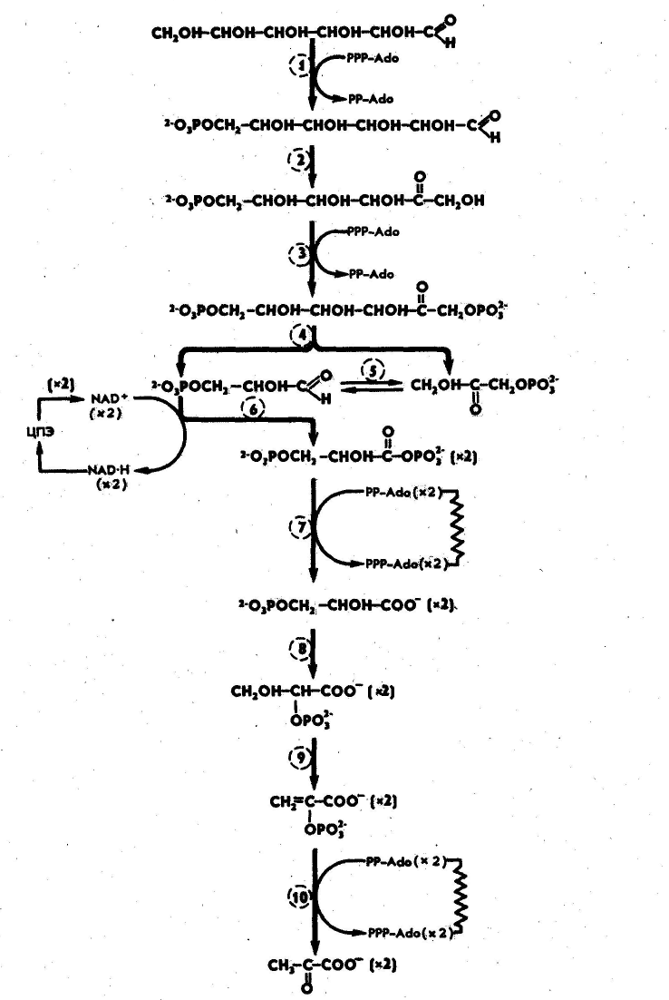 CH₂OH-CHOH-CHOH-CHOH-CHOH-C=O
H
1
PPP-Ado
PP-Ado
²⁻O₃POCH₂-CHOH-CHOH-CHOH-CHOH-C=O
H
2
O
²⁻O₃POCH₂-CHOH-CHOH-CHOH-C-CH₂OH
3
PPP-Ado
PP-Ado
O
²⁻O₃POCH₂-CHOH-CHOH-CHOH-C-CH₂OPO₃²⁻
4
²⁻O₃POCH₂-CHOH-C=O
H
5
CH₂OH-C-CH₂OPO₃²⁻
O
6
(×2)
NAD⁺
(×2)
ЦПЭ
NAD·H
(×2)
O
²⁻O₃POCH₂-CHOH-C-OPO₃²⁻ (×2)
7
PP-Ado(×2)
PPP-Ado(×2)
²⁻O₃POCH₂-CHOH-COO⁻ (×2)
8
CH₂OH-CH-COO⁻ (×2)
OPO₃²⁻
9
CH₂=C-COO⁻ (×2)
OPO₃²⁻
10
PP-Ado(×2)
PPP-Ado(×2)
CH₃-C-COO⁻ (×2)
O